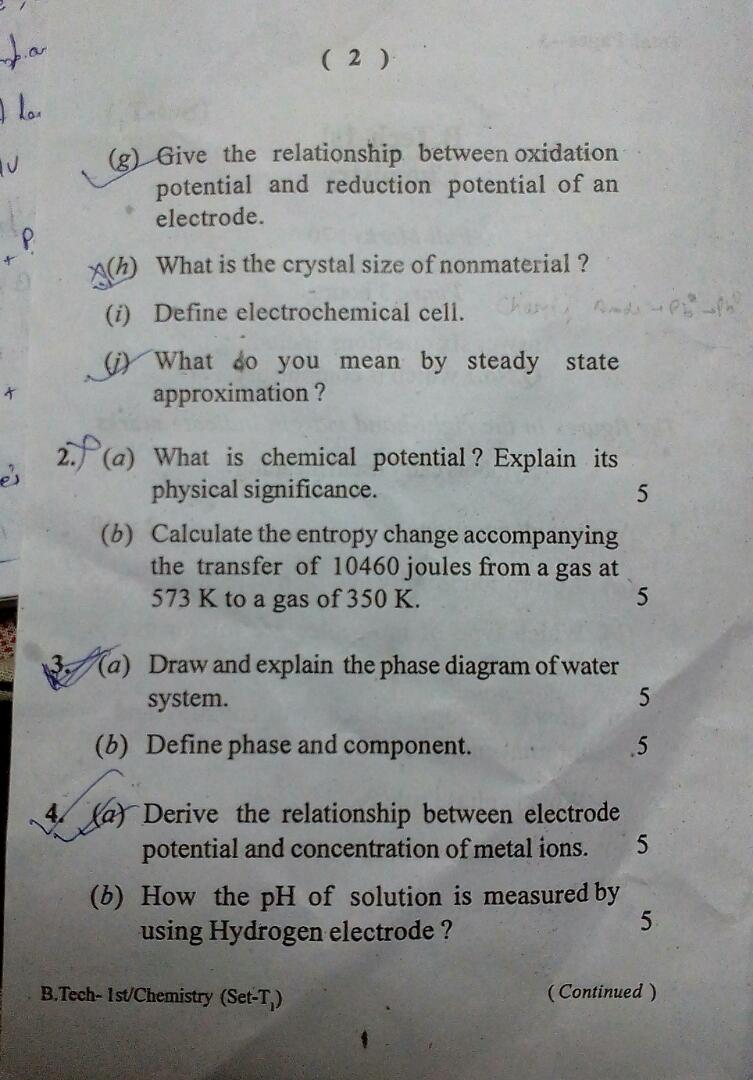 ( 2 )
(g) Give the relationship between oxidation
potential and reduction potential of an
electrode.
(h) What is the crystal size of nonmaterial ?
(i) Define electrochemical cell.
(j) What do you mean by steady state
approximation ?
2. (a) What is chemical potential ? Explain its
physical significance. 5
(b) Calculate the entropy change accompanying
the transfer of 10460 joules from a gas at
573 K to a gas of 350 K. 5
3. (a) Draw and explain the phase diagram of water
system. 5
(b) Define phase and component. 5
4. (a) Derive the relationship between electrode
potential and concentration of metal ions. 5
(b) How the pH of solution is measured by
using Hydrogen electrode ? 5
B.Tech- 1st/Chemistry (Set-T₁) ( Continued )